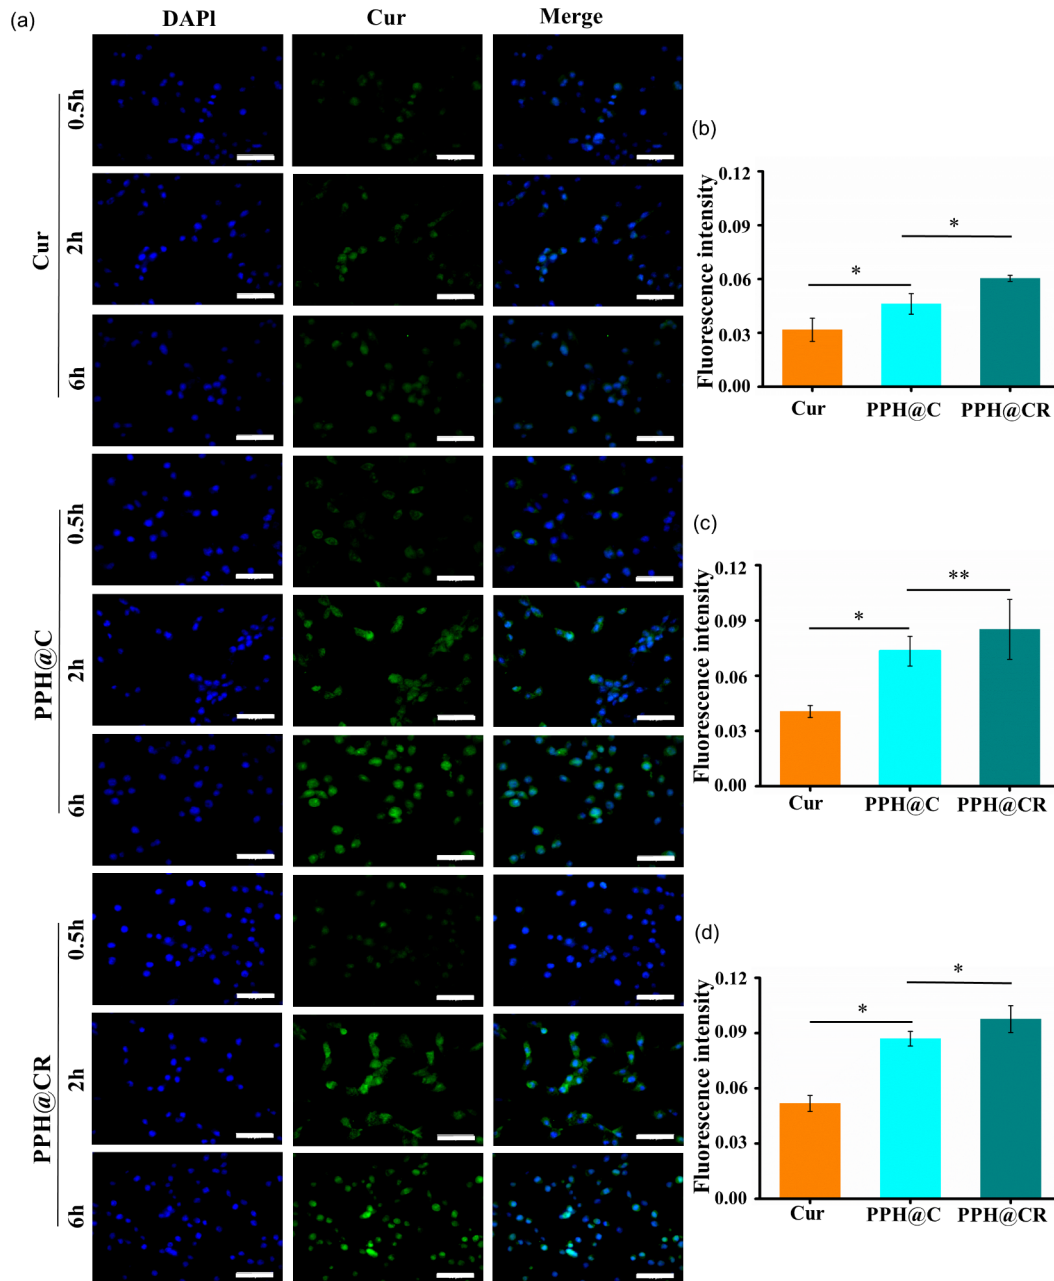 (a)
DAPl
Cur
Merge
Cur
0.5h
2h
6h
PPH@C
0.5h
2h
6h
PPH@CR
0.5h
2h
6h
(b)
Fluorescence intensity
0.12
0.09
0.06
0.03
0.00
*
*
Cur
PPH@C
PPH@CR
(c)
Fluorescence intensity
0.12
0.09
0.06
0.03
0.00
*
**
Cur
PPH@C
PPH@CR
(d)
Fluorescence intensity
0.12
0.09
0.06
0.03
0.00
*
*
Cur
PPH@C
PPH@CR